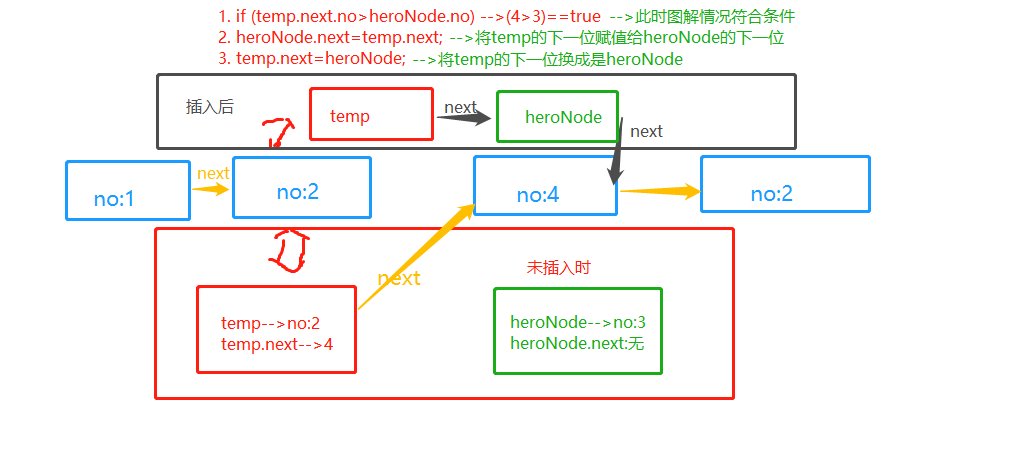 1. if (temp.next.no>heroNode.no) -->(4>3)==true -->此时图解情况符合条件
2. heroNode.next=temp.next; -->将temp的下一位赋值给heroNode的下一位
3. temp.next=heroNode; -->将temp的下一位换成是heroNode
插入后
temp
next
heroNode
next
no:1
next
no:2
no:4
no:2
next
未插入时
temp-->no:2
temp.next-->4
heroNode-->no:3
heroNode.next:无